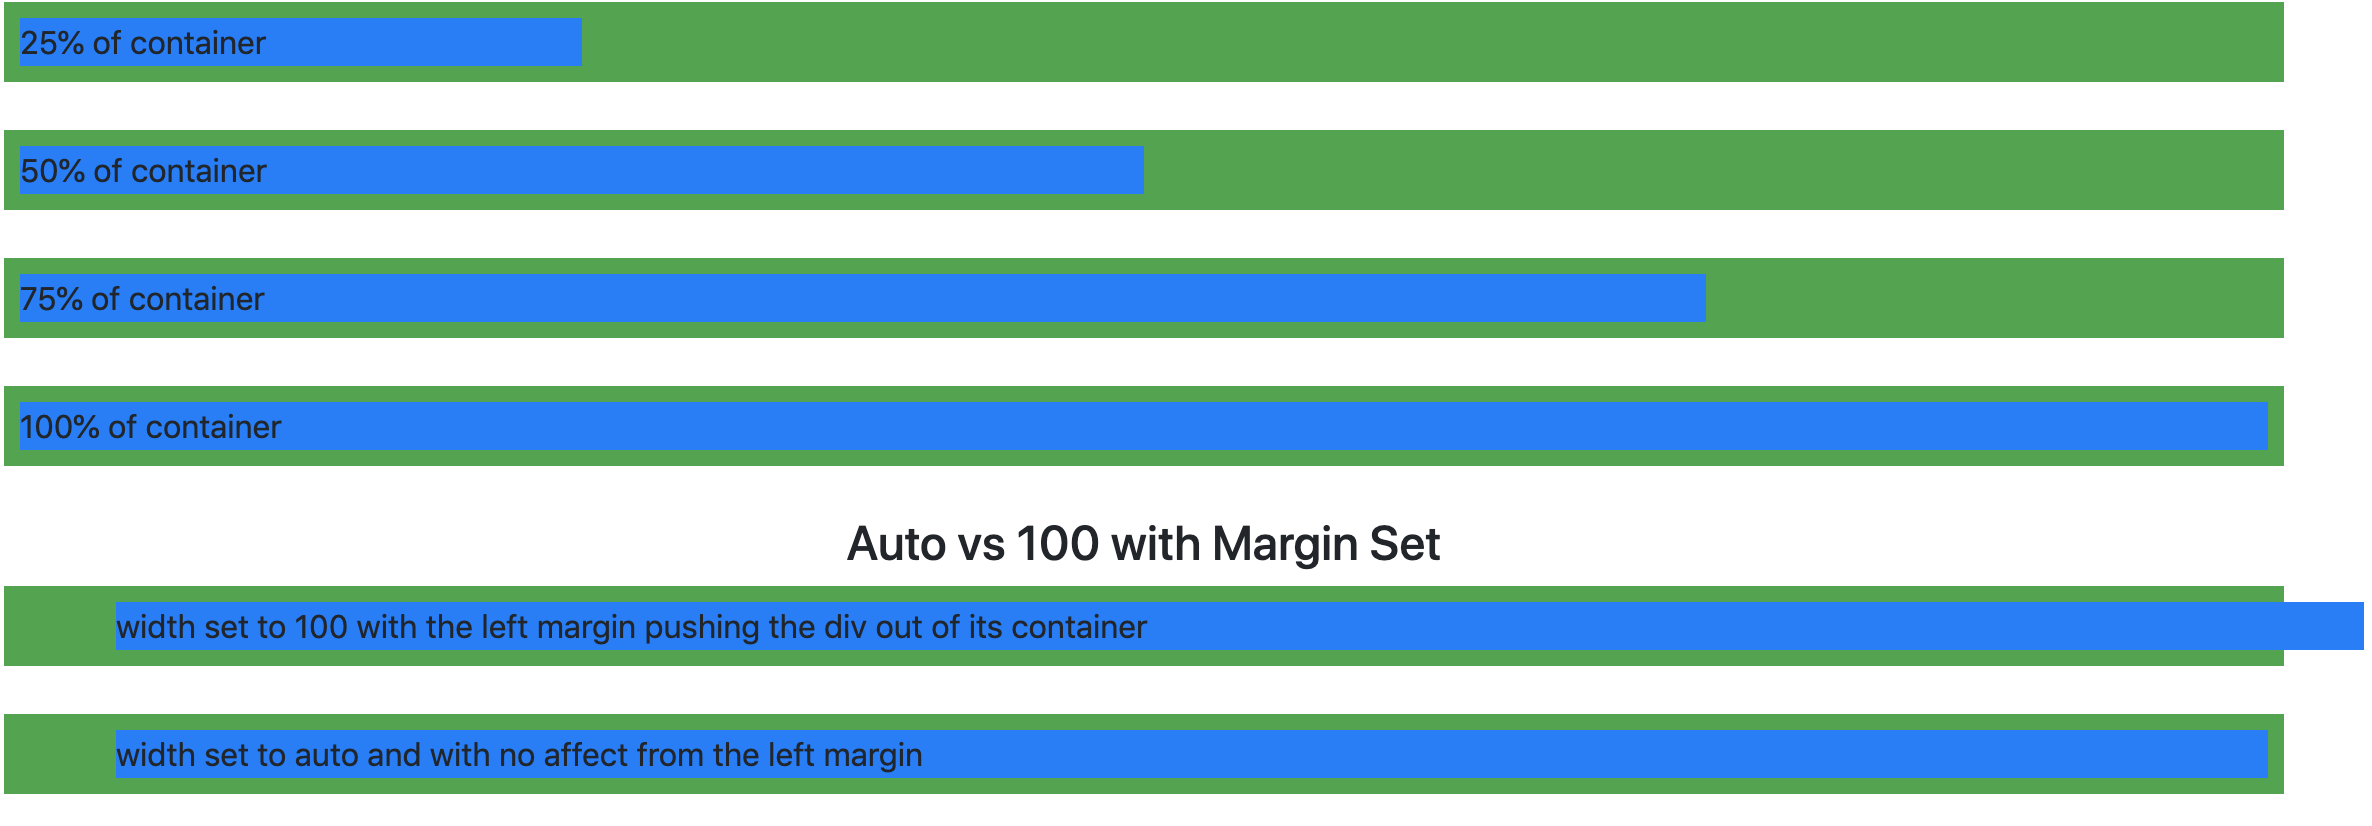 25% of container
50% of container
75% of container
100% of container
Auto vs 100 with Margin Set
width set to 100 with the left margin pushing the div out of its container
width set to auto and with no affect from the left margin